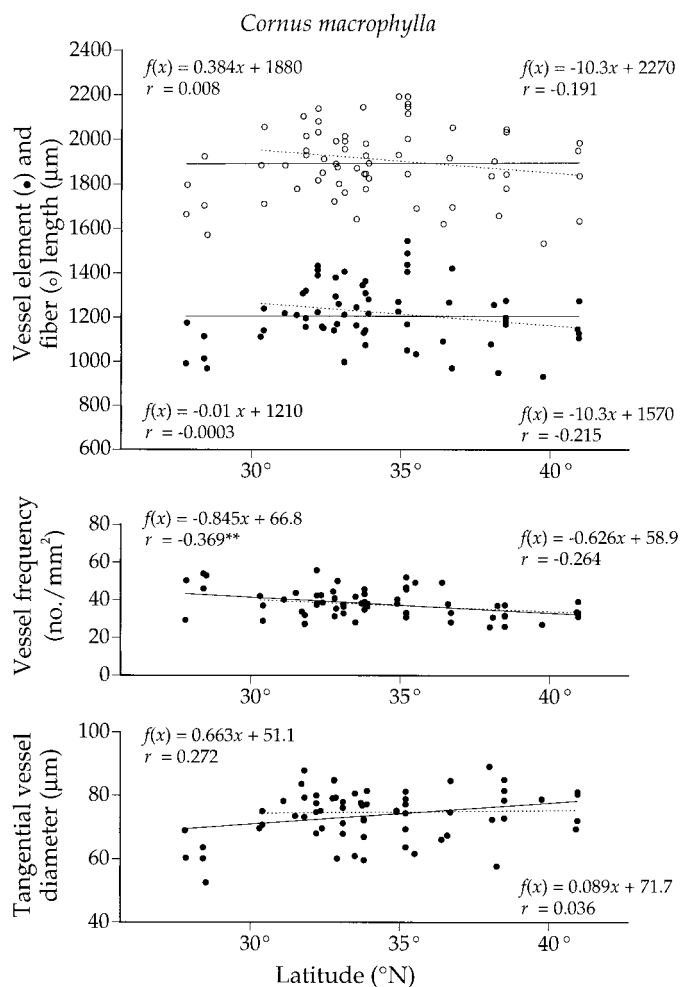 Cornus macrophylla
Vessel element (•) and
fiber (○) length (μm)
2400
2200
2000
1800
1600
1400
1200
1000
800
600
f(x) = 0.384x + 1880
r = 0.008
f(x) = -10.3x + 2270
r = -0.191
f(x) = -0.01 x + 1210
r = -0.0003
f(x) = -10.3x + 1570
r = -0.215
30°
35°
40°
Vessel frequency
(no./mm²)
80
60
40
20
0
f(x) = -0.845x + 66.8
r = -0.369**
f(x) = -0.626x + 58.9
r = -0.264
30°
35°
40°
Tangential vessel
diameter (μm)
100
80
60
40
f(x) = 0.663x + 51.1
r = 0.272
f(x) = 0.089x + 71.7
r = 0.036
30°
35°
40°
Latitude (°N)